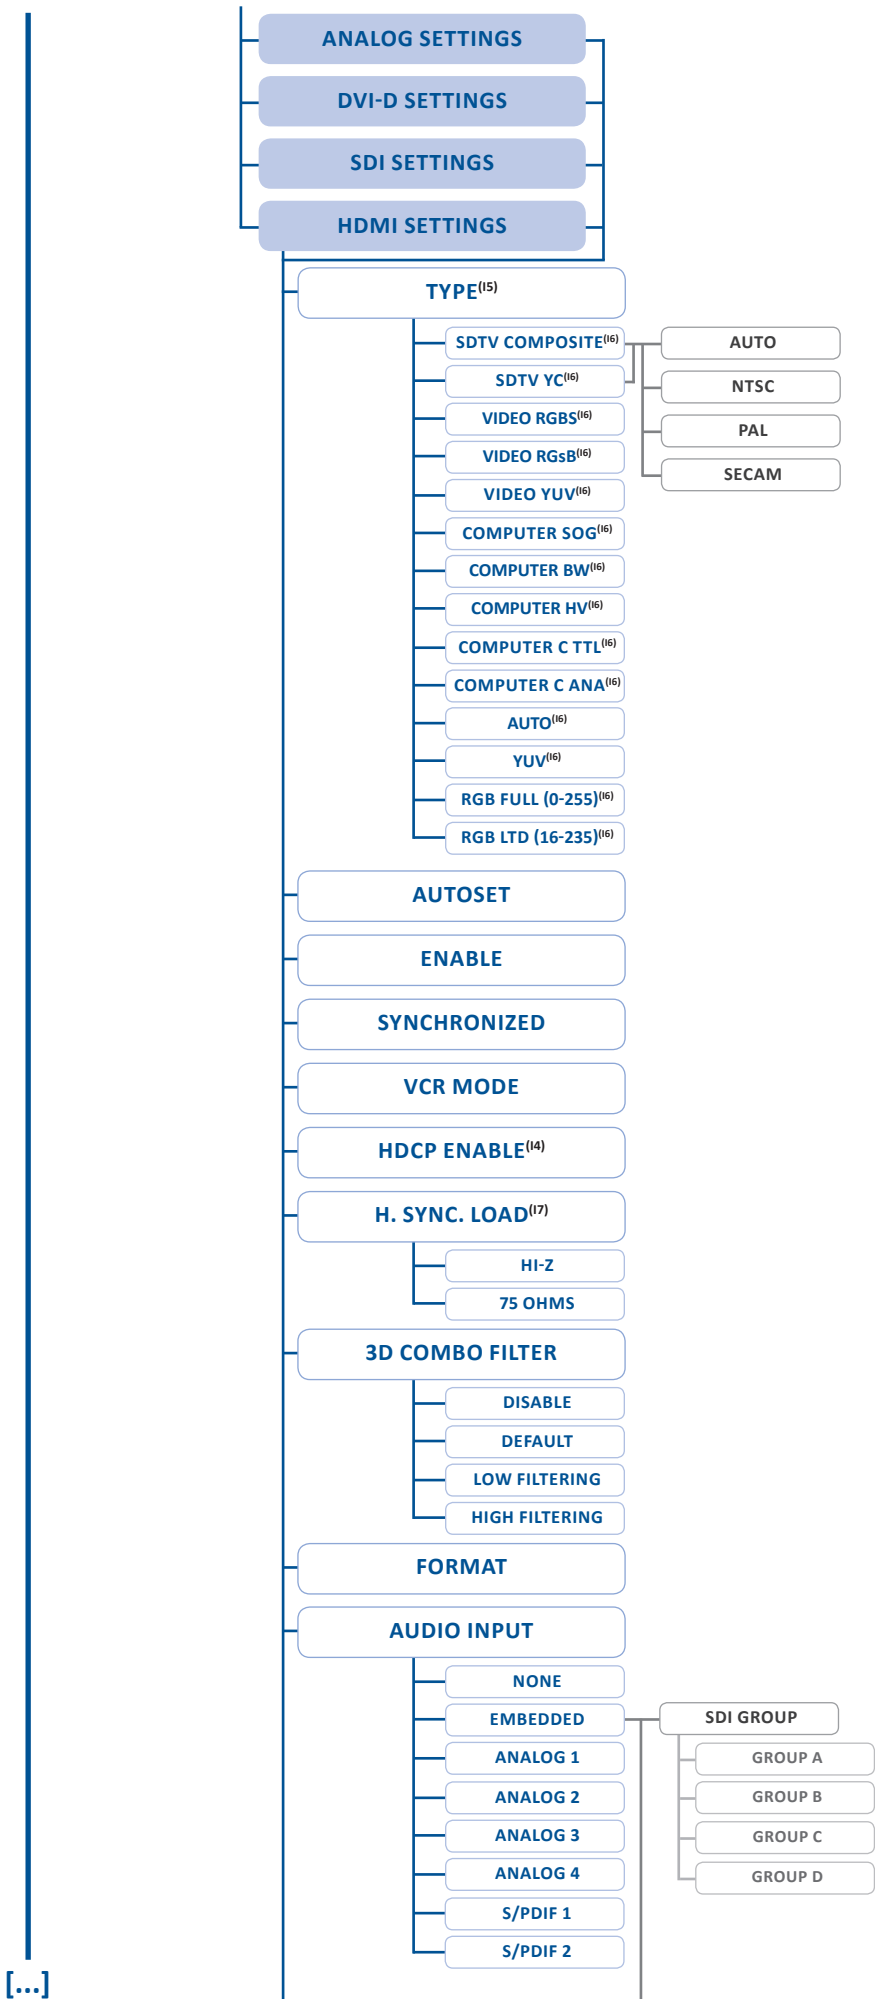 ANALOG SETTINGS
DVI-D SETTINGS
SDI SETTINGS
HDMI SETTINGS
TYPE(I5)
SDTV COMPOSITE(I6)
SDTV YC(I6)
VIDEO RGBS(I6)
VIDEO RGsB(I6)
VIDEO YUV(I6)
COMPUTER SOG(I6)
COMPUTER BW(I6)
COMPUTER HV(I6)
COMPUTER C TTL(I6)
COMPUTER C ANA(I6)
AUTO(I6)
YUV(I6)
RGB FULL (0-255)(I6)
RGB LTD (16-235)(I6)
AUTO
NTSC
PAL
SECAM
AUTOSET
ENABLE
SYNCHRONIZED
VCR MODE
HDCP ENABLE(I4)
H. SYNC. LOAD(I7)
HI-Z
75 OHMS
3D COMBO FILTER
DISABLE
DEFAULT
LOW FILTERING
HIGH FILTERING
FORMAT
AUDIO INPUT
NONE
EMBEDDED
ANALOG 1
ANALOG 2
ANALOG 3
ANALOG 4
S/PDIF 1
S/PDIF 2
SDI GROUP
GROUP A
GROUP B
GROUP C
GROUP D
[...]